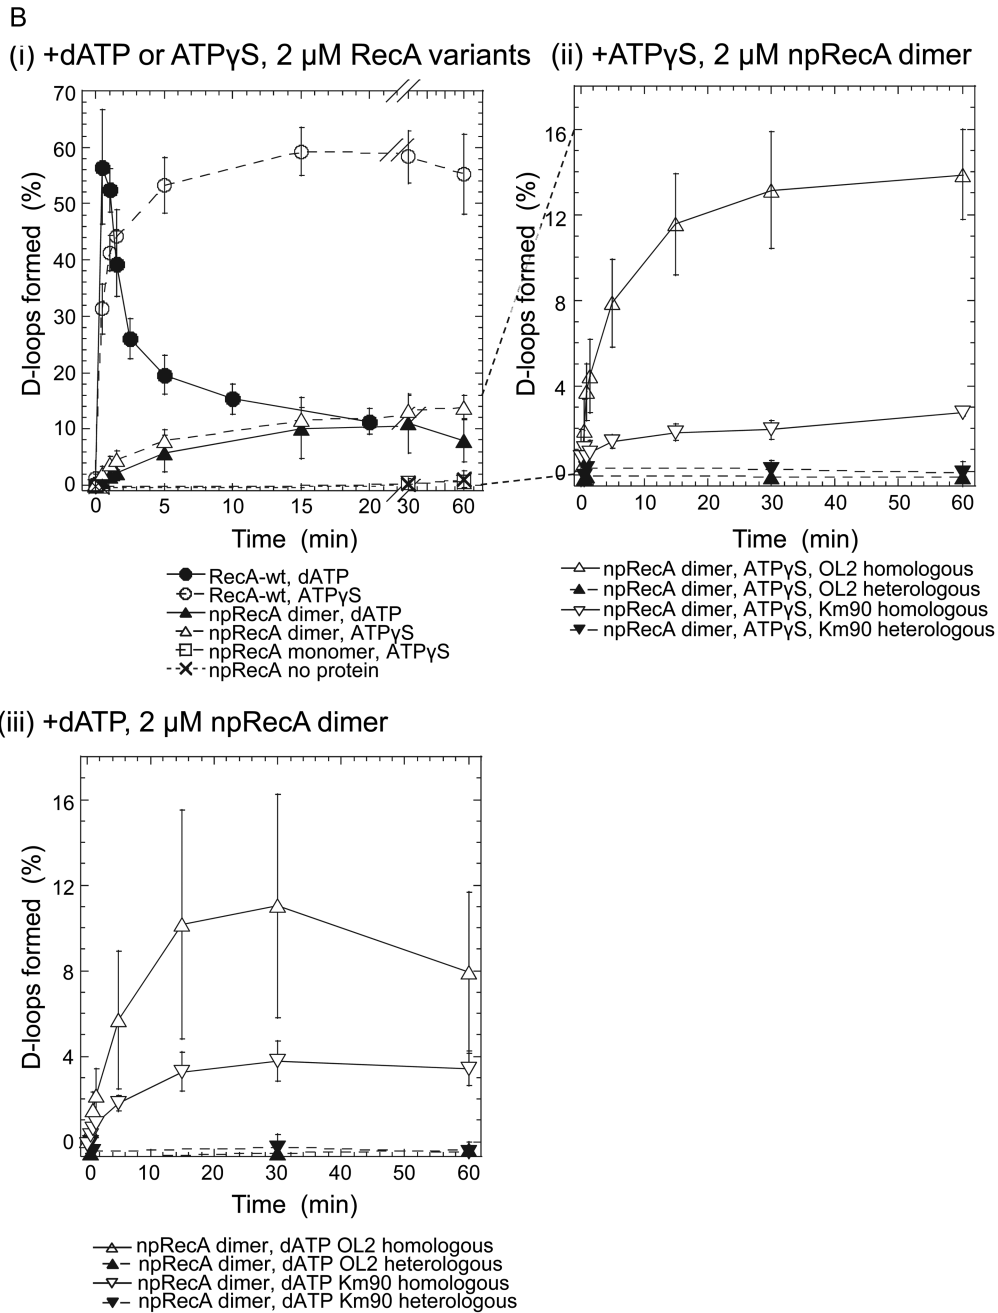 B
(i) +dATP or ATPγS, 2 μM RecA variants
(ii) +ATPγS, 2 μM npRecA dimer
D-loops formed (%)
70
60
50
40
30
20
10
0
0 5 10 15 20 30 60
Time (min)
RecA-wt, dATP
RecA-wt, ATPγS
npRecA dimer, dATP
npRecA dimer, ATPγS
npRecA monomer, ATPγS
npRecA no protein
D-loops formed (%)
16
12
8
4
0
0 10 20 30 40 50 60
Time (min)
npRecA dimer, ATPγS, OL2 homologous
npRecA dimer, ATPγS, OL2 heterologous
npRecA dimer, ATPγS, Km90 homologous
npRecA dimer, ATPγS, Km90 heterologous
(iii) +dATP, 2 μM npRecA dimer
D-loops formed (%)
16
12
8
4
0
0 10 20 30 40 50 60
Time (min)
npRecA dimer, dATP OL2 homologous
npRecA dimer, dATP OL2 heterologous
npRecA dimer, dATP Km90 homologous
npRecA dimer, dATP Km90 heterologous